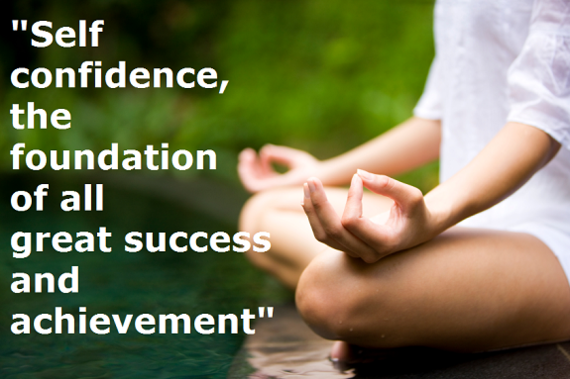 "Self
confidence,
the
foundation
of all
great success
and
achievement"